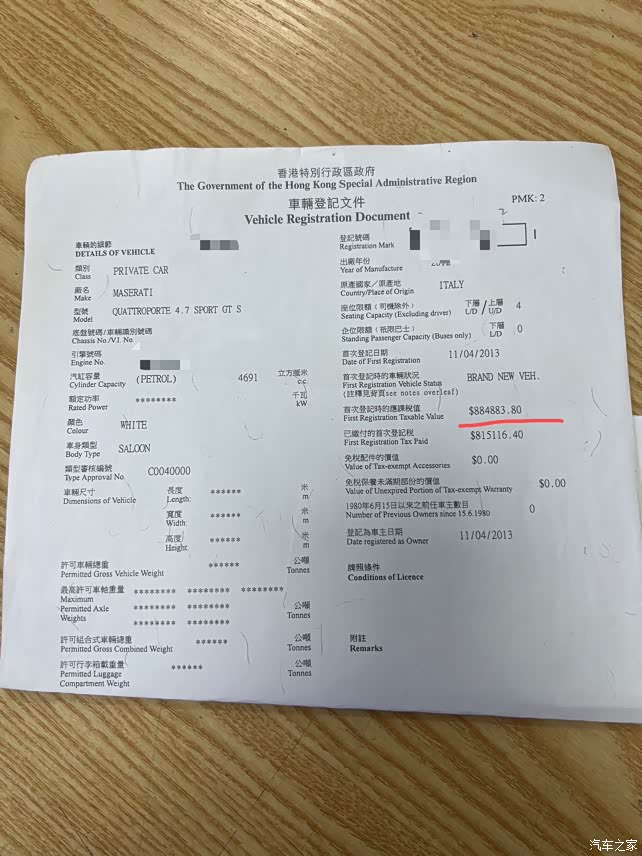 香港特別行政區政府
The Government of the Hong Kong Special Administrative Region
車輛登記文件
Vehicle Registration Document
PMK: 2
2
車輛的細節
DETAILS OF VEHICLE
類別
Class
PRIVATE CAR
廠名
Make
MASERATI
型號
Model
QUATTROPORTE 4.7 SPORT GT S
底盤號碼/車輛識別號碼
Chassis No./V.I. No.
引擎號碼
Engine No.
汽缸容量
Cylinder Capacity
(PETROL)
4691
立方厘米
c.c.
額定功率
Rated Power
********
千瓦
kW
顏色
Colour
WHITE
車身類型
Body Type
SALOON
類型審核編號
Type Approval No.
C0040000
車輛尺寸
Dimensions of Vehicle
長度
Length:
******
米
m
寬度
Width:
******
米
m
高度
Height:
******
米
m
許可車輛總重
Permitted Gross Vehicle Weight
******
公噸
Tonnes
最高許可車軸重量
Maximum
Permitted Axle
Weights
******** ******** ********
******** ******** ********
******** ******** ********
公噸
Tonnes
許可組合式車輛總重
Permitted Gross Combined Weight
******
公噸
Tonnes
許可行李箱載重量
Permitted Luggage
Compartment Weight
******
公噸
Tonnes
登記號碼
Registration Mark
出廠年份
Year of Manufacture
原產國家/原產地
Country/Place of Origin
ITALY
座位限額(司機除外)
Seating Capacity (Excluding driver)
下層/上層
L/D / U/D
4
企位限額(祇限巴士)
Standing Passenger Capacity (Buses only)
下層
L/D
0
首次登記日期
Date of First Registration
11/04/2013
首次登記時的車輛狀況
First Registration Vehicle Status
(註釋見背頁see notes overleaf)
BRAND NEW VEH.
首次登記時的應課稅值
First Registration Taxable Value
$884883.80
已繳付的首次登記稅
First Registration Tax Paid
$815116.40
免稅配件的價值
Value of Tax-exempt Accessories
$0.00
免稅保養未滿期部份的價值
Value of Unexpired Portion of Tax-exempt Warranty
$0.00
1980年6月15日以來之前任車主數目
Number of Previous Owners since 15.6.1980
0
登記為車主日期
Date registered as Owner
11/04/2013
牌照條件
Conditions of Licence
附註
Remarks
汽车之家